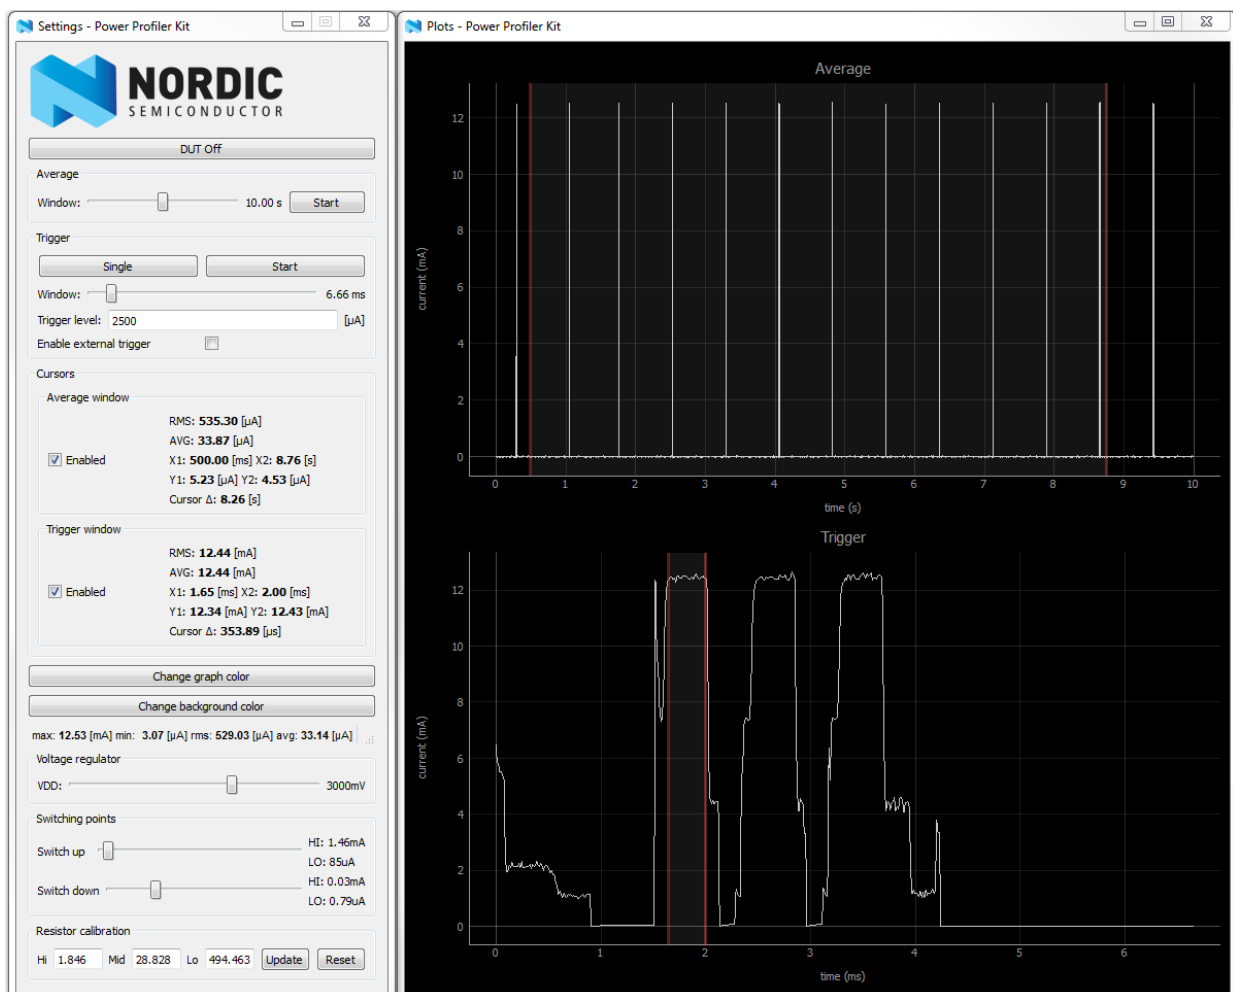 Settings - Power Profiler Kit
NORDIC
SEMICONDUCTOR
DUT Off
Average
Window: 10.00 s Start
Trigger
Single Start
Window: 6.66 ms
Trigger level: 2500 [µA]
Enable external trigger
Cursors
Average window
RMS: 535.30 [µA]
AVG: 33.87 [µA]
Enabled
X1: 500.00 [ms] X2: 8.76 [s]
Y1: 5.23 [µA] Y2: 4.53 [µA]
Cursor Δ: 8.26 [s]
Trigger window
RMS: 12.44 [mA]
AVG: 12.44 [mA]
Enabled
X1: 1.65 [ms] X2: 2.00 [ms]
Y1: 12.34 [mA] Y2: 12.43 [mA]
Cursor Δ: 353.89 [µs]
Change graph color
Change background color
max: 12.53 [mA] min: 3.07 [µA] rms: 529.03 [µA] avg: 33.14 [µA]
Voltage regulator
VDD: 3000mV
Switching points
Switch up
HI: 1.46mA
LO: 85uA
Switch down
HI: 0.03mA
LO: 0.79uA
Resistor calibration
Hi 1.846 Mid 28.828 Lo 494.463 Update Reset
Plots - Power Profiler Kit
Average
12
10
8
6
4
2
0
current (mA)
0 1 2 3 4 5 6 7 8 9 10
time (s)
Trigger
12
10
8
6
4
2
0
current (mA)
0 1 2 3 4 5 6
time (ms)